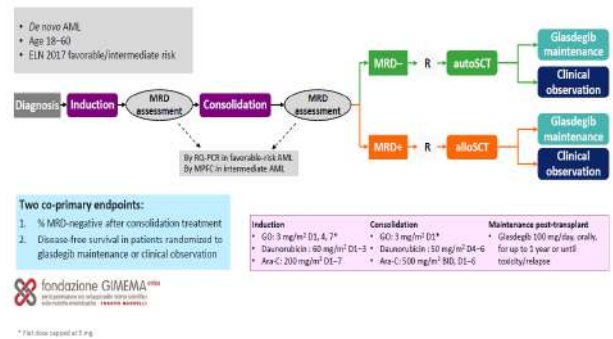 • De novo AML
• Age 18–60
• ELN 2017 favorable/intermediate risk
Diagnosis
Induction
MRD
assessment
Consolidation
MRD
assessment
MRD–
R
autoSCT
Glasdegib
maintenance
Clinical
observation
MRD+
R
alloSCT
Glasdegib
maintenance
Clinical
observation
By RQ-PCR in favorable-risk AML
By MPFC in intermediate AML
Two co-primary endpoints:
1. % MRD-negative after consolidation treatment
2. Disease-free survival in patients randomized to
glasdegib maintenance or clinical observation
Induction
• GO: 3 mg/m² D1, 4, 7*
• Daunorubicin: 60 mg/m² D1–3
• Ara-C: 200 mg/m² D1–7
Consolidation
• GO: 3 mg/m² D1*
• Daunorubicin: 50 mg/m² D4–6
• Ara-C: 500 mg/m² BID, D1–6
Maintenance post-transplant
• Glasdegib 100 mg/day, orally,
for up to 1 year or until
toxicity/relapse
fondazione GIMEMA
FRANCO MANDELLI
* Flat dose capped at 5 mg